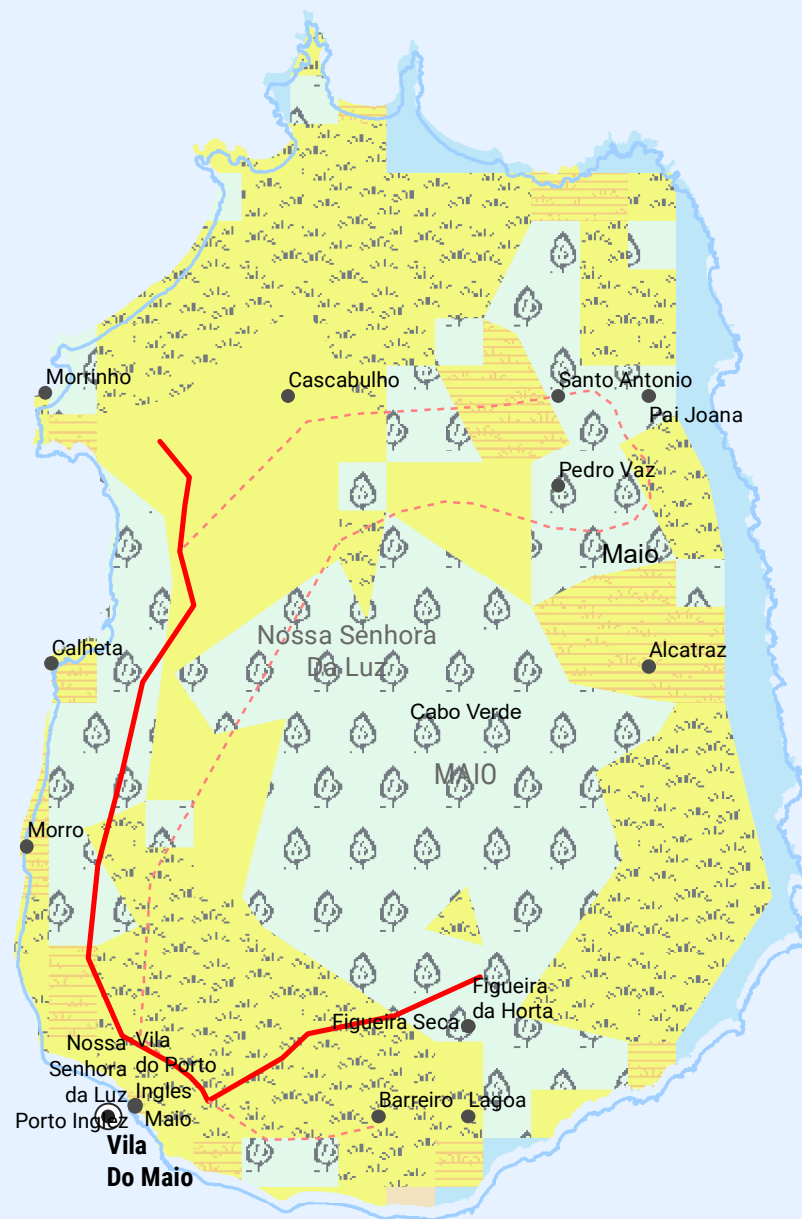 Morrinho
Cascabulho
Santo Antonio
Pai Joana
Pedro Vaz
Maio
Nossa Senhora
Da Luz
Calheta
Alcatraz
Cabo Verde
MAIO
Morro
Figueira
da Horta
Figueira Seca
Nossa
Senhora
da Luz
Vila
do Porto
Ingles
Barreiro
Lagoa
Porto Inglez
Maio
Vila
Do Maio